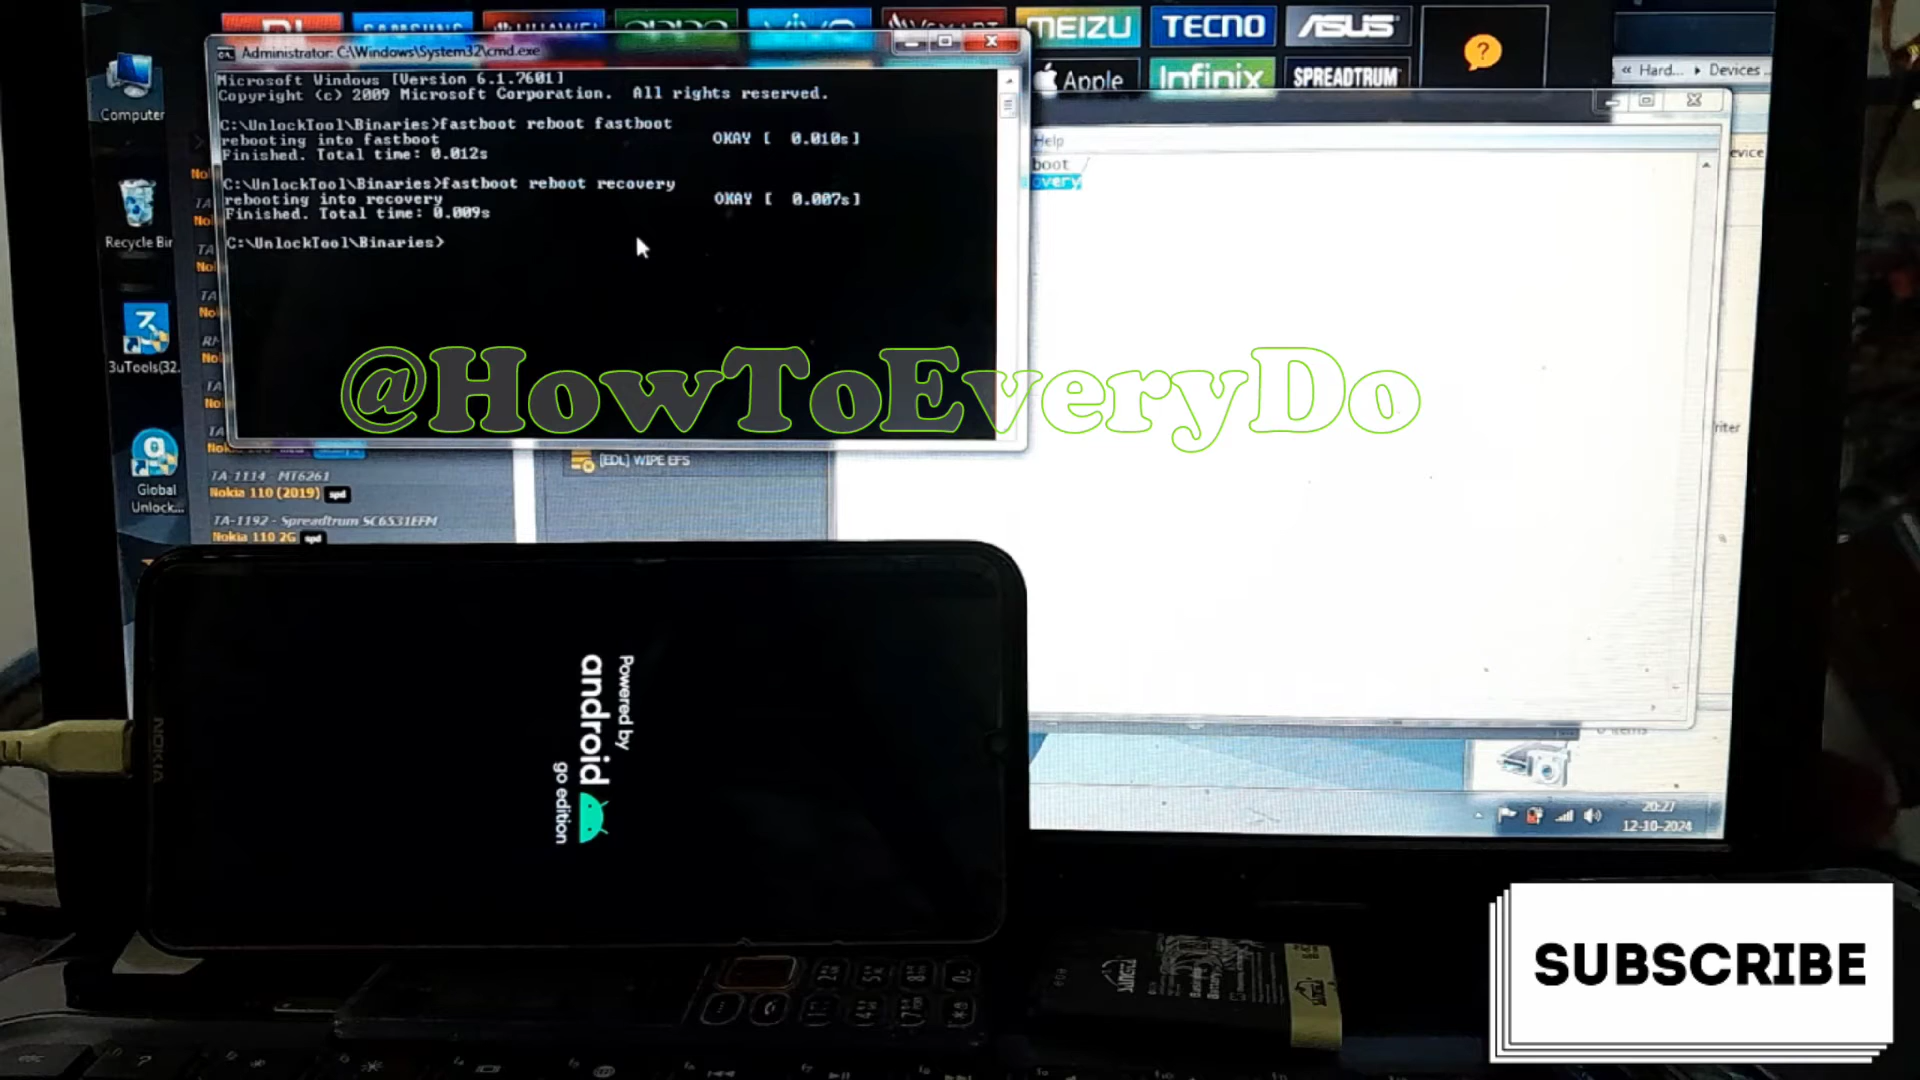 MEIZU
TECNO
ASUS
Apple
Infinix
SPREADTRUM
?
« Hard... ▸ Devices
Administrator: C:\Windows\System32\cmd.exe
Microsoft Windows [Version 6.1.7601]
Copyright (c) 2009 Microsoft Corporation. All rights reserved.
C:\UnlockTool\Binaries>fastboot reboot fastboot
rebooting into fastboot OKAY [ 0.010s]
Finished. Total time: 0.012s
C:\UnlockTool\Binaries>fastboot reboot recovery
rebooting into recovery OKAY [ 0.007s]
Finished. Total time: 0.009s
C:\UnlockTool\Binaries>
Help
boot /
overy
Computer
Recycle Bin
3uTools(32.
Global
Unlock...
@HowToEveryDo
[EDL] WIPE EFS
TA-1114 - MT6261
Nokia 110 (2019) spd
TA-1192 - Spreadtrum SC6531EFM
Nokia 110 2G spd
NOKIA
Powered by
android
go edition
20:27
12-10-2024
SUBSCRIBE